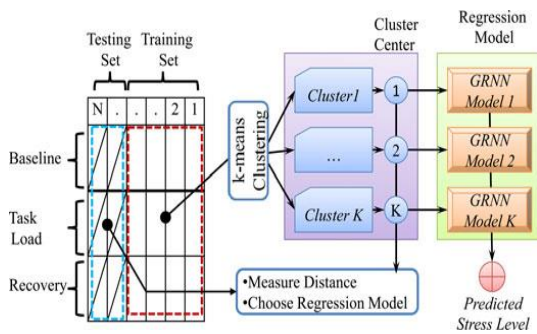 Testing
Set
Training
Set
Cluster
Center
Regression
Model
N . . . 2 1
Baseline
Task
Load
Recovery
k-means
Clustering
Cluster1
1
GRNN
Model 1
...
2
GRNN
Model 2
Cluster K
K
GRNN
Model K
•Measure Distance
•Choose Regression Model
Predicted
Stress Level